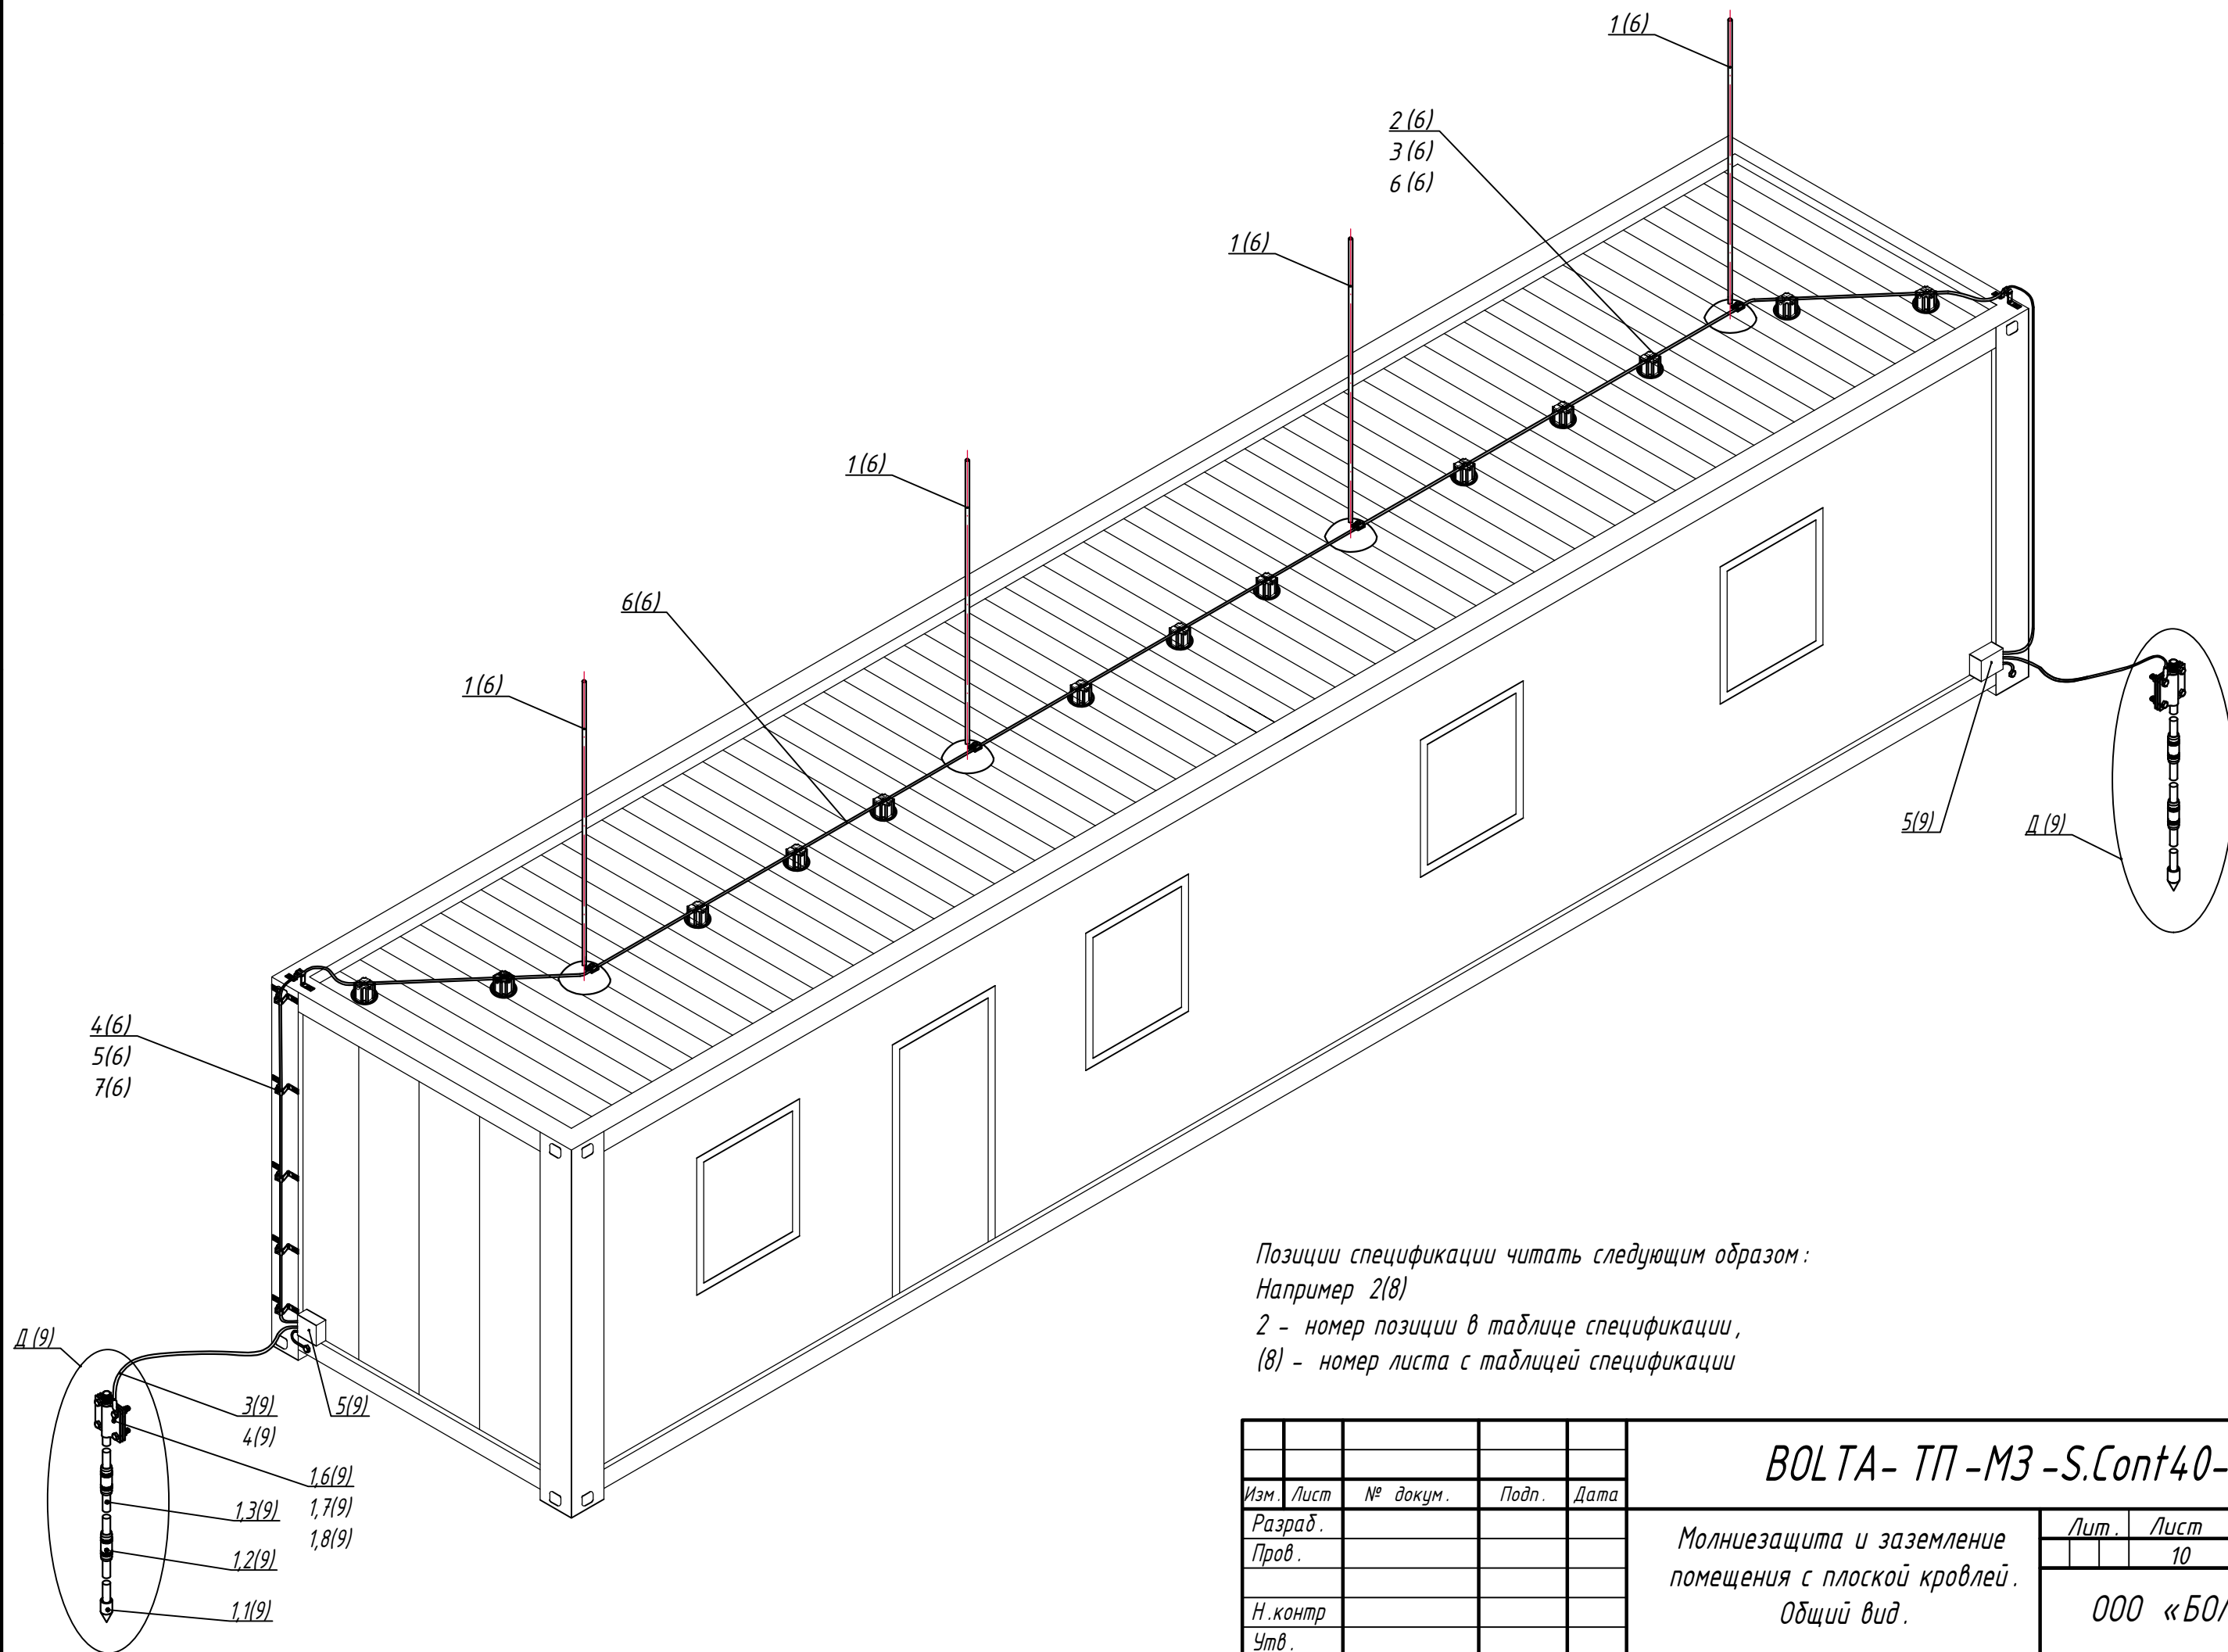 1(6)
2(6)
3(6)
6(6)
1(6)
1(6)
6(6)
1(6)
4(6)
5(6)
7(6)
5(9)
Д(9)
Д(9)
3(9)
4(9)
5(9)
1,6(9)
1,7(9)
1,8(9)
1,3(9)
1,2(9)
1,1(9)
Позиции спецификации читать следующим образом:
Например 2(8)
2 - номер позиции в таблице спецификации,
(8) - номер листа с таблицей спецификации
BOLTA- ТП -МЗ -S.Cont40-
Изм. Лист № докум. Подп. Дата
Разраб.
Пров.
Н.контр
Утв.
Молниезащита и заземление
помещения с плоской кровлей.
Общий вид.
Лит. Лист
10
ООО «БОЛ